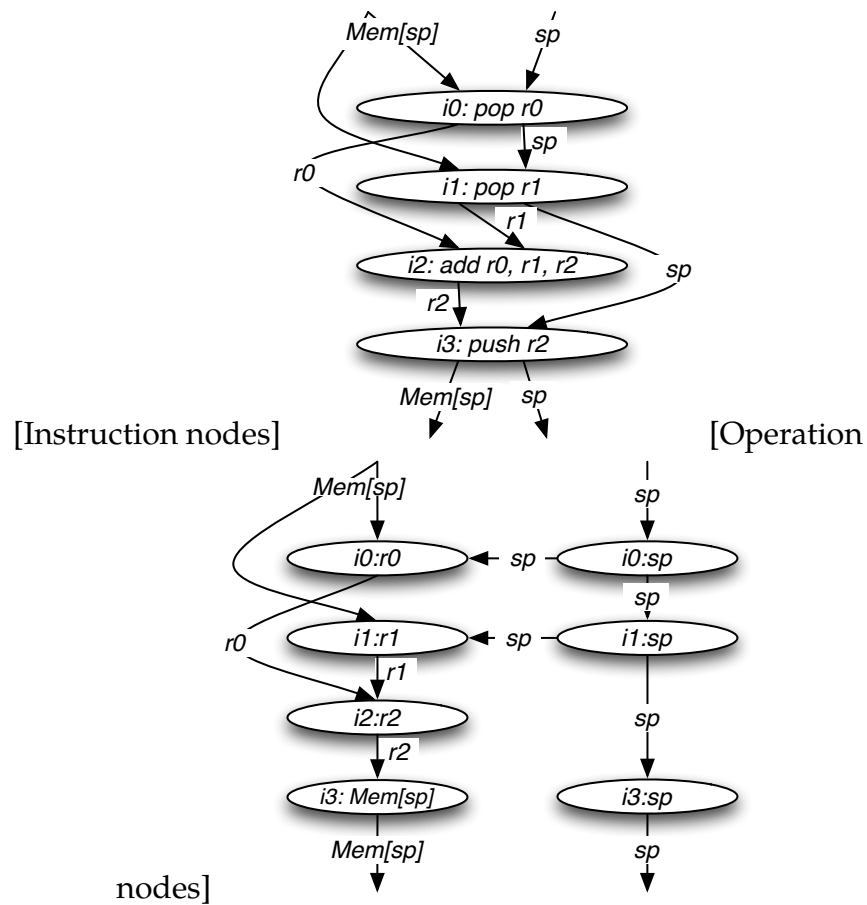 Mem[sp] sp
i0: pop r0
sp
r0
i1: pop r1
r1
i2: add r0, r1, r2
sp
r2
i3: push r2
Mem[sp] sp
[Instruction nodes] [Operation
Mem[sp] sp
i0:r0 sp i0:sp
sp
r0 i1:r1 sp i1:sp
r1
i2:r2 sp
r2
i3: Mem[sp] i3:sp
Mem[sp] sp
nodes]